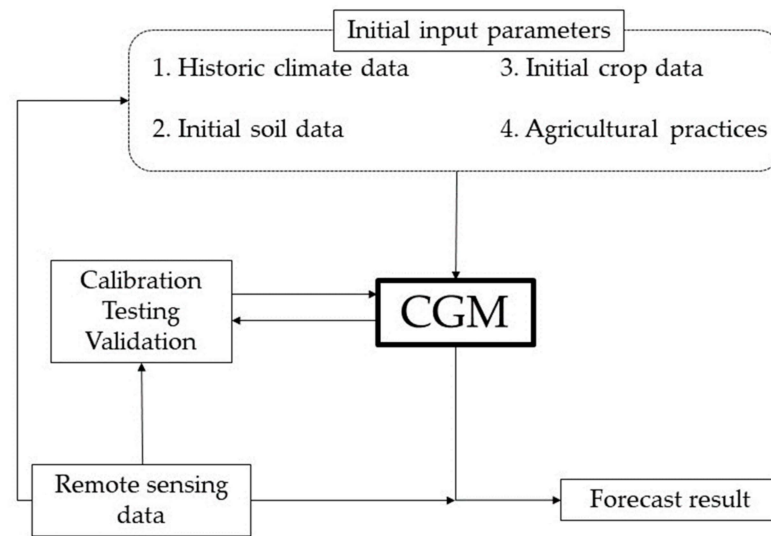 Initial input parameters
1. Historic climate data
3. Initial crop data
2. Initial soil data
4. Agricultural practices
Calibration
Testing
Validation
CGM
Remote sensing
data
Forecast result